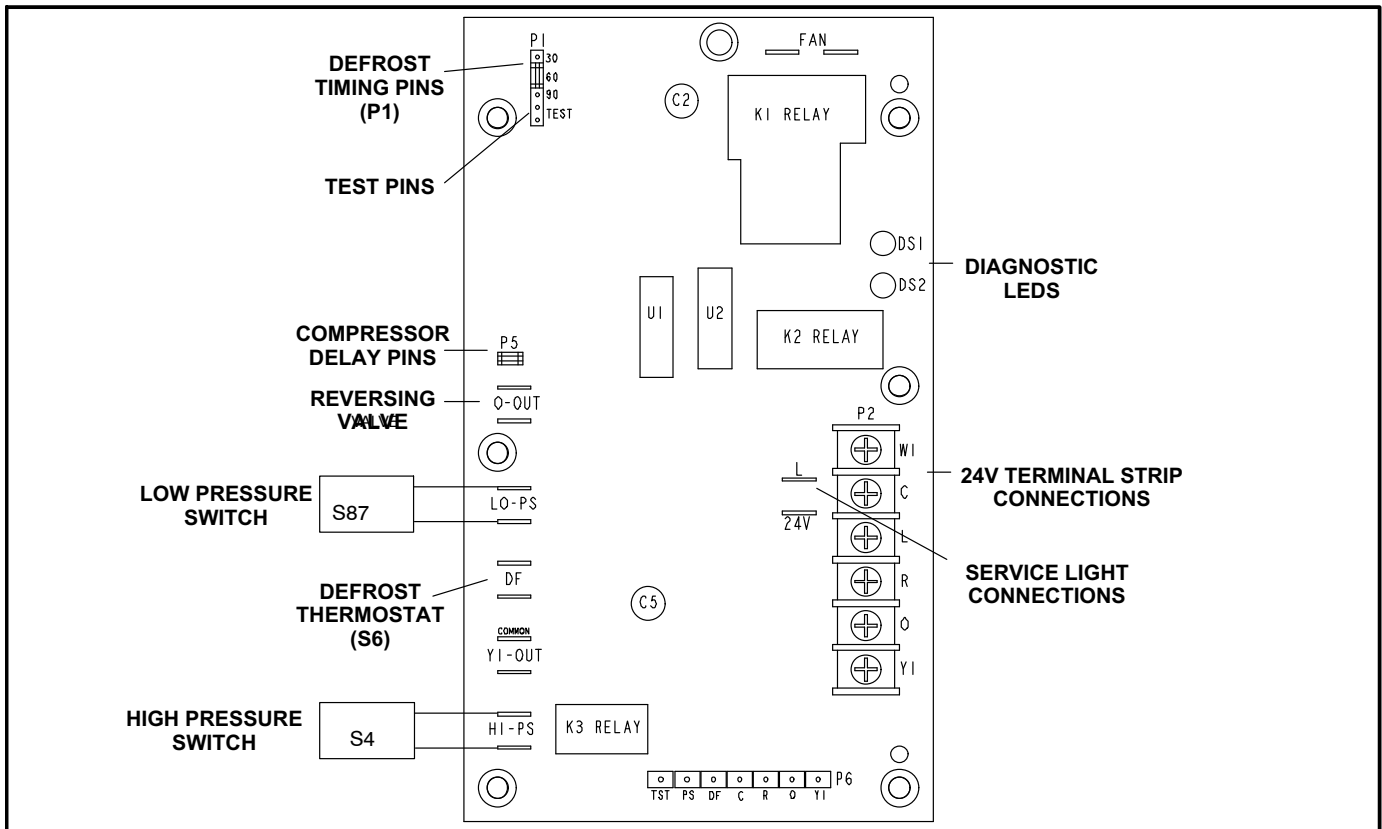 P1
30
60
90
TEST
DEFROST
TIMING PINS
(P1)
TEST PINS
FAN
C2
K1 RELAY
DS1
DS2
DIAGNOSTIC
LEDS
U1
U2
K2 RELAY
COMPRESSOR
DELAY PINS
P5
REVERSING
VALVE
O-OUT
P2
W1
C
L
R
O
Y1
24V TERMINAL STRIP
CONNECTIONS
L
24V
SERVICE LIGHT
CONNECTIONS
LOW PRESSURE
SWITCH
S87
LO-PS
DEFROST
THERMOSTAT
(S6)
DF
C5
COMMON
Y1-OUT
HIGH PRESSURE
SWITCH
S4
HI-PS
K3 RELAY
P6
TST PS DF C R O Y1